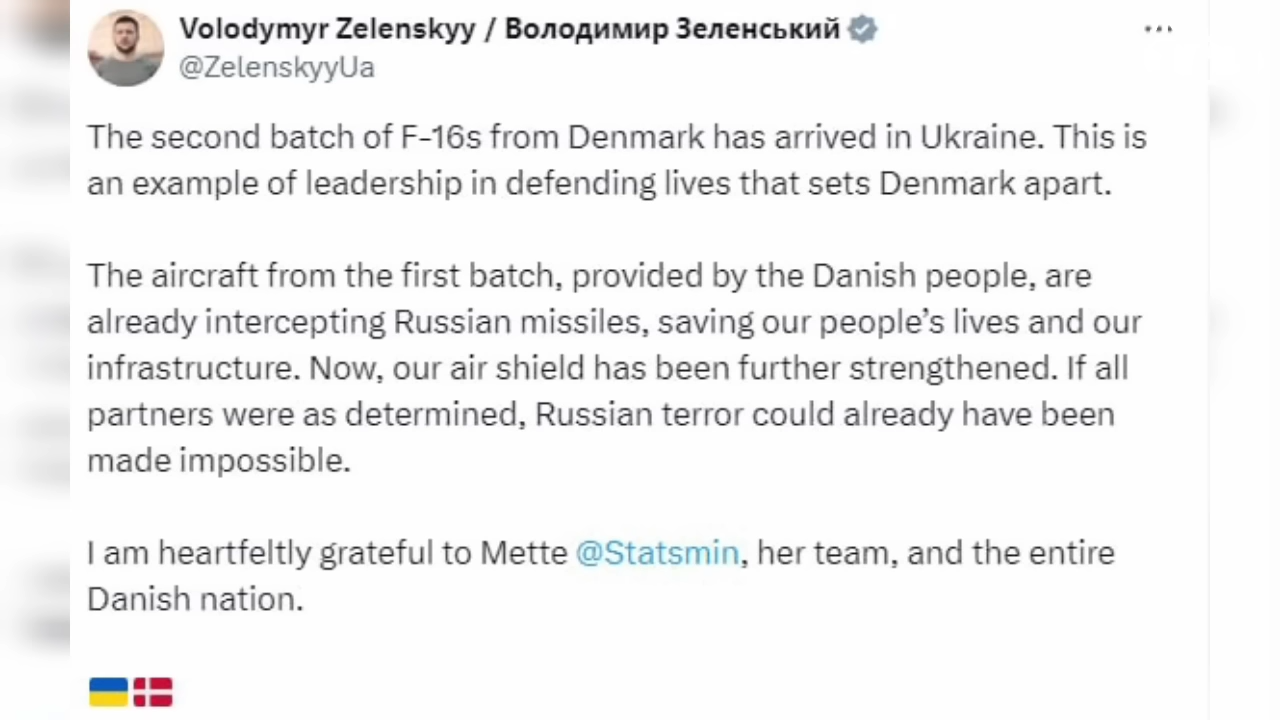 Volodymyr Zelenskyy / Володимир Зеленський
@ZelenskyyUa
The second batch of F-16s from Denmark has arrived in Ukraine. This is
an example of leadership in defending lives that sets Denmark apart.
The aircraft from the first batch, provided by the Danish people, are
already intercepting Russian missiles, saving our people’s lives and our
infrastructure. Now, our air shield has been further strengthened. If all
partners were as determined, Russian terror could already have been
made impossible.
I am heartfeltly grateful to Mette @Statsmin, her team, and the entire
Danish nation.